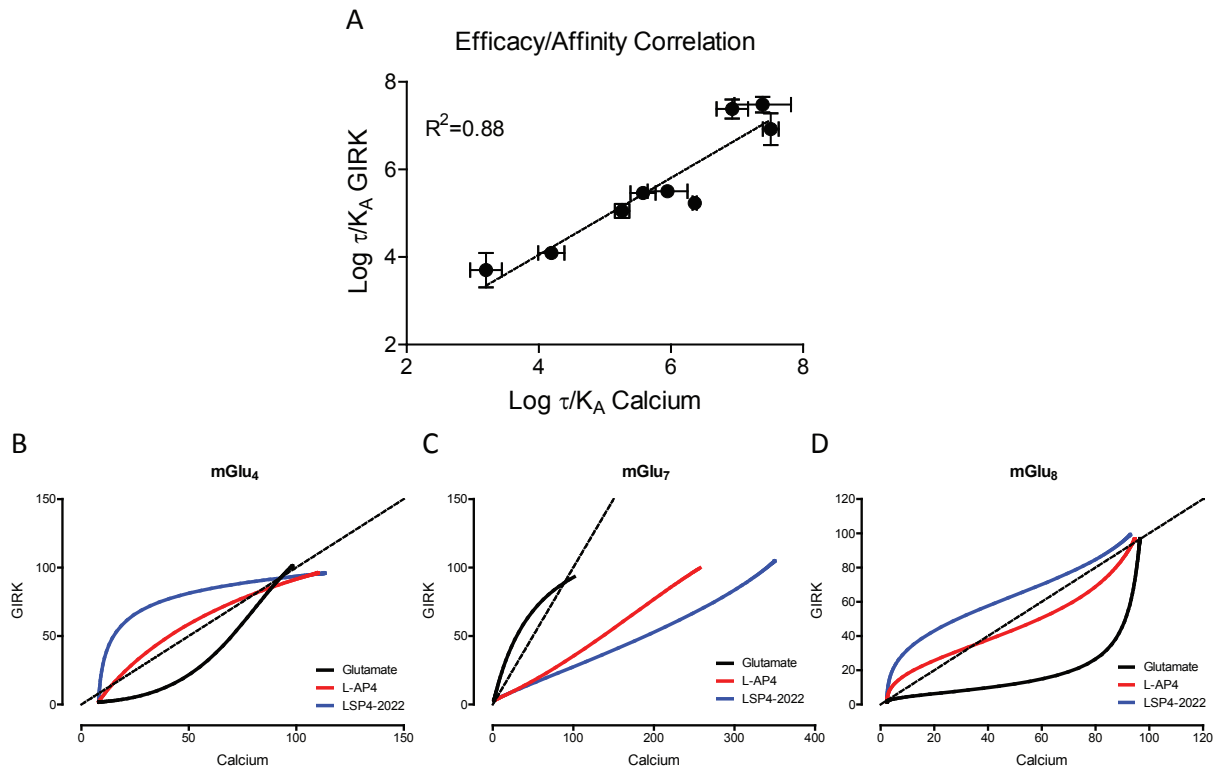 A
Efficacy/Affinity Correlation
8
6
4
2
R²=0.88
Log τ/K_A GIRK
2 4 6 8
Log τ/K_A Calcium
B
mGlu₄
150
100
50
0
GIRK
Glutamate
L-AP4
LSP4-2022
0 50 100 150
Calcium
C
mGlu₇
150
100
50
0
GIRK
Glutamate
L-AP4
LSP4-2022
0 100 200 300 400
Calcium
D
mGlu₈
120
100
80
60
40
20
0
GIRK
Glutamate
L-AP4
LSP4-2022
0 20 40 60 80 100 120
Calcium